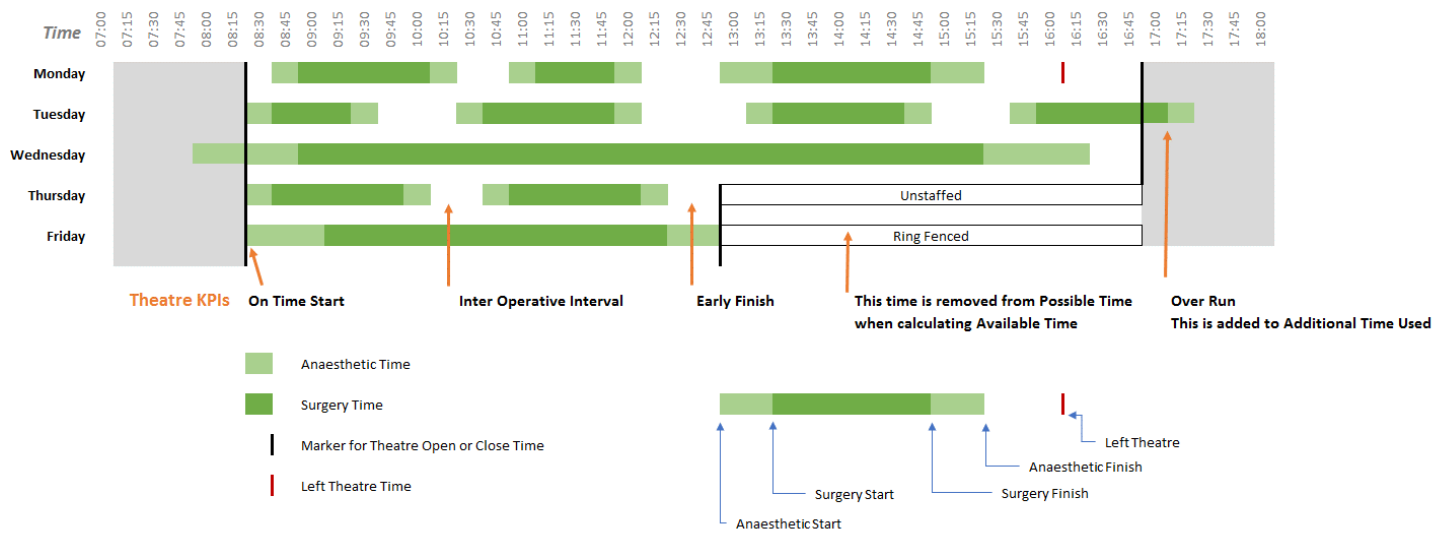 Time 07:00 07:15 07:30 07:45 08:00 08:15 08:30 08:45 09:00 09:15 09:30 09:45 10:00 10:15 10:30 10:45 11:00 11:15 11:30 11:45 12:00 12:15 12:30 12:45 13:00 13:15 13:30 13:45 14:00 14:15 14:30 14:45 15:00 15:15 15:30 15:45 16:00 16:15 16:30 16:45 17:00 17:15 17:30 17:45 18:00
Monday
Tuesday
Wednesday
Thursday
Unstaffed
Friday
Ring Fenced
Theatre KPIs
On Time Start
Inter Operative Interval
Early Finish
This time is removed from Possible Time
when calculating Available Time
Over Run
This is added to Additional Time Used
Anaesthetic Time
Surgery Time
Marker for Theatre Open or Close Time
Left Theatre Time
Left Theatre
Anaesthetic Finish
Surgery Start
Surgery Finish
Anaesthetic Start